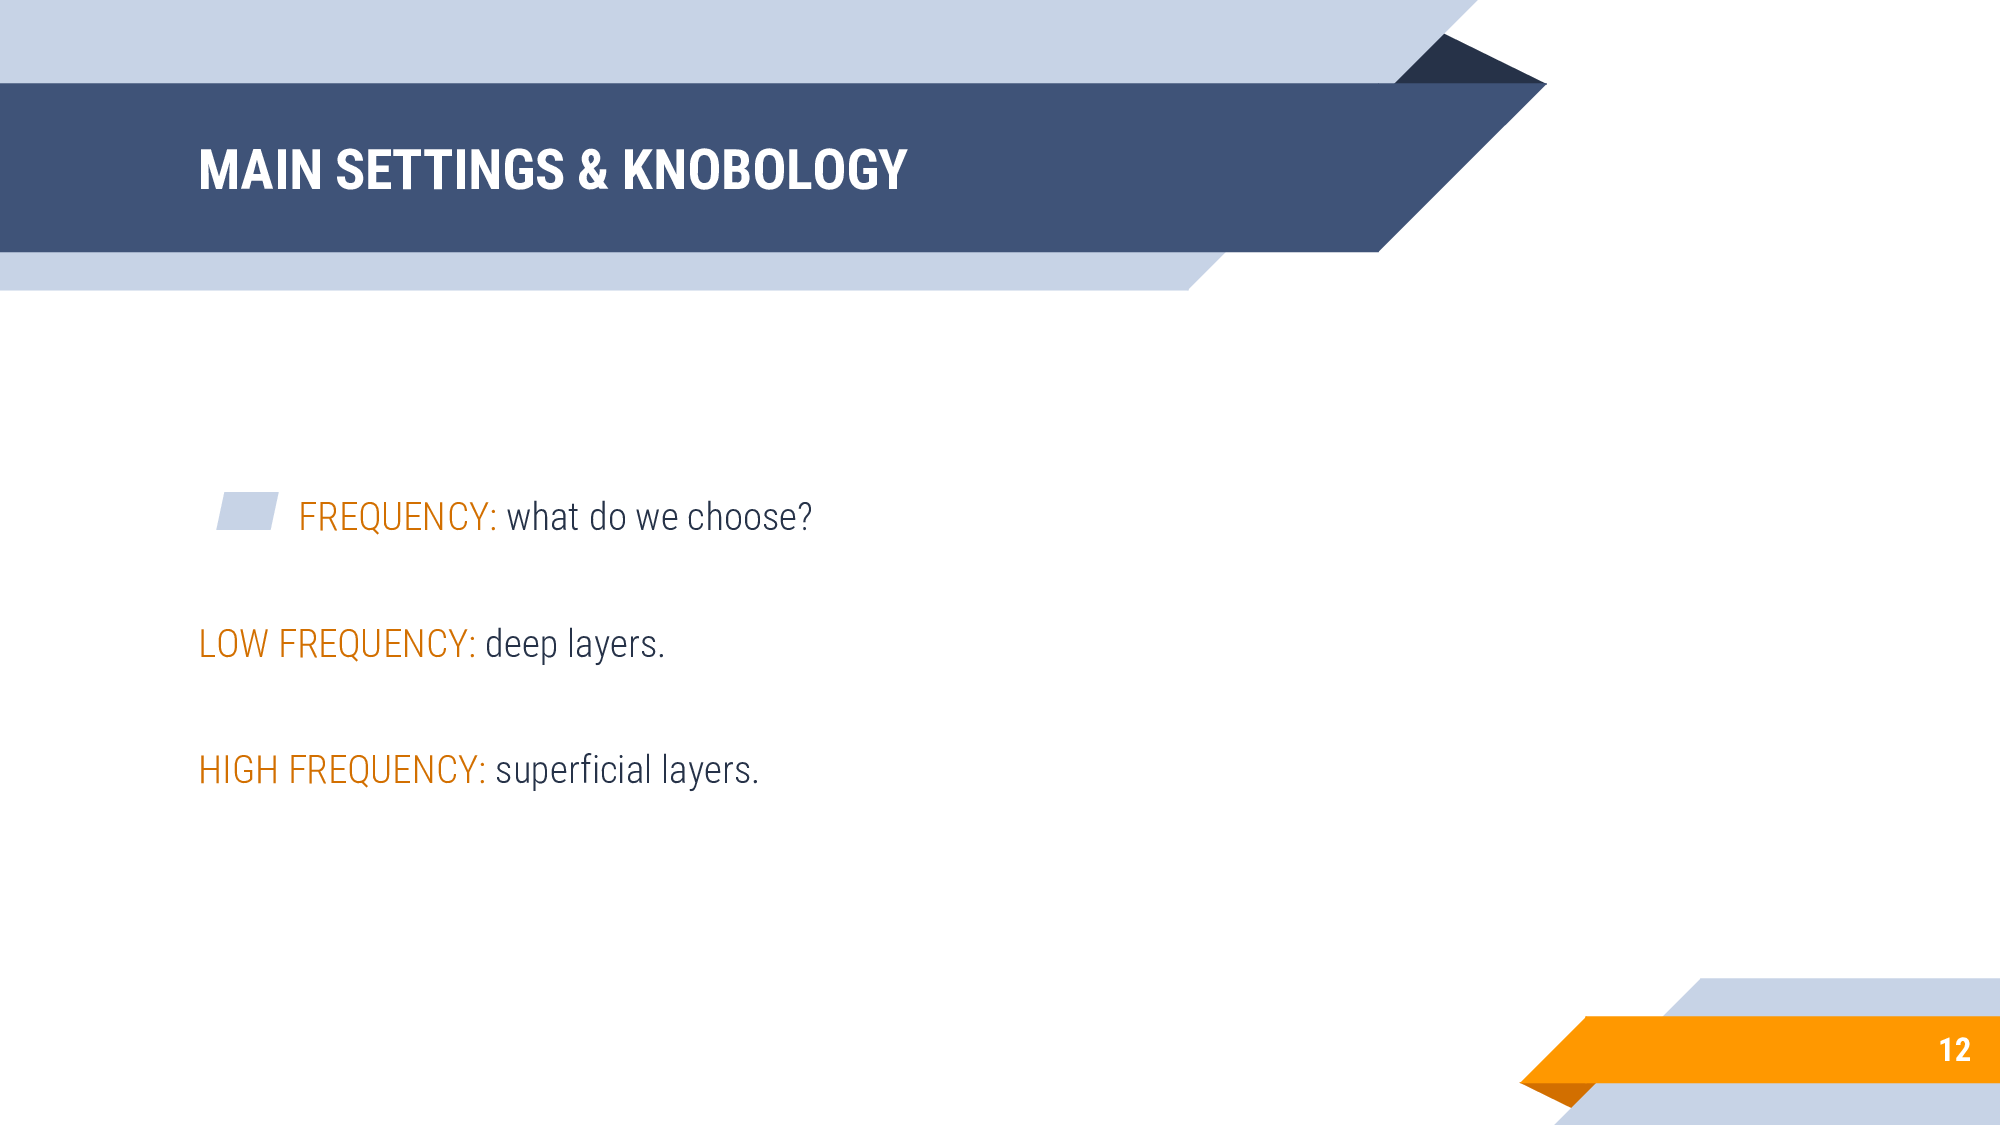 MAIN SETTINGS & KNOBOLOGY
FREQUENCY: what do we choose?
LOW FREQUENCY: deep layers.
HIGH FREQUENCY: superficial layers.
12